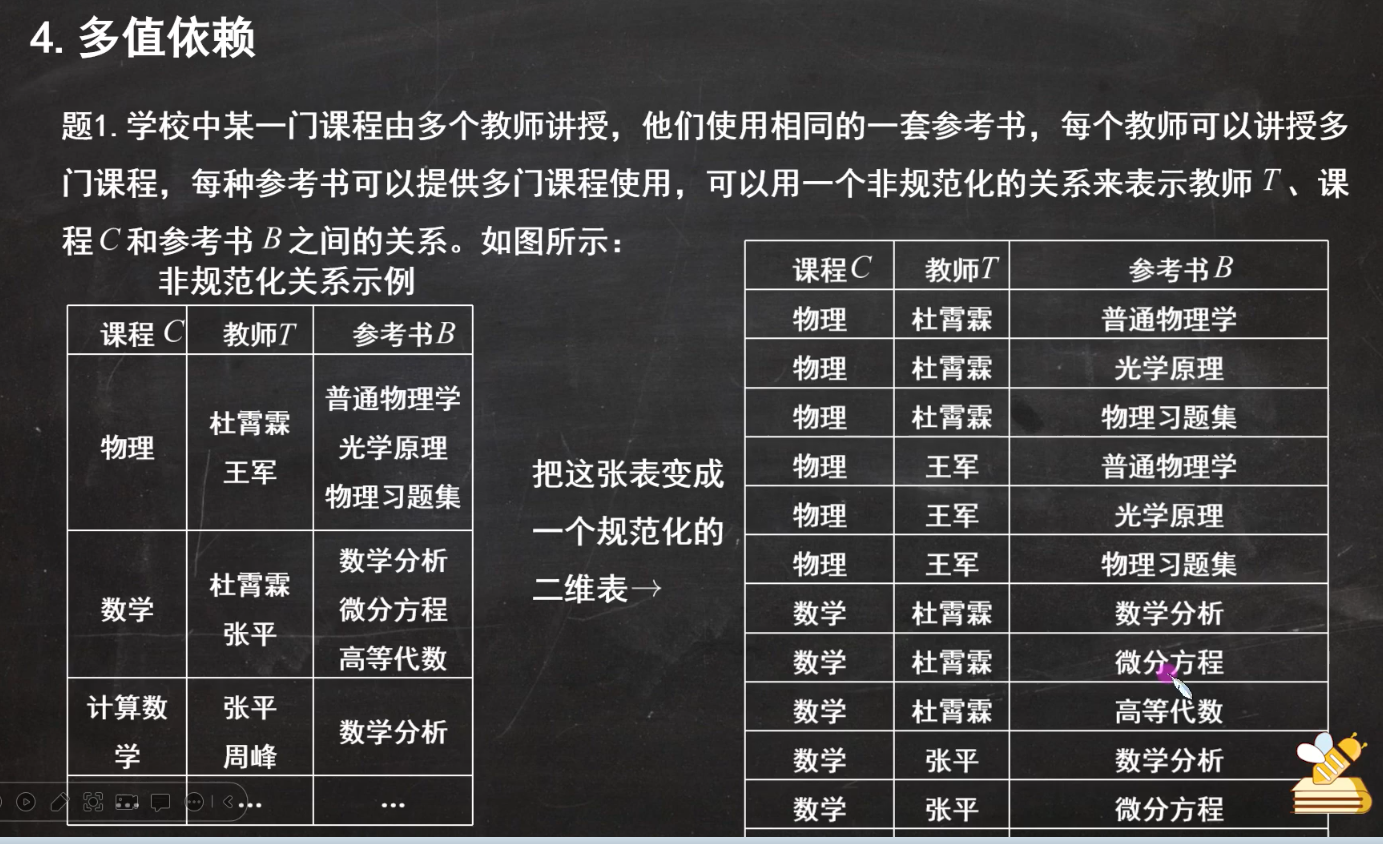 4. 多值依赖
题1. 学校中某一门课程由多个教师讲授，他们使用相同的一套参考书，每个教师可以讲授多
门课程，每种参考书可以提供多门课程使用，可以用一个非规范化的关系来表示教师 T 、课
程 C 和参考书 B 之间的关系。如图所示：
非规范化关系示例
课程 C 教师T 参考书B
物理
杜霄霖
王军
普通物理学
光学原理
物理习题集
数学
杜霄霖
张平
数学分析
微分方程
高等代数
计算数
学
张平
周峰
数学分析
... ... ...
把这张表变成
一个规范化的
二维表→
课程C 教师T 参考书B
物理 杜霄霖 普通物理学
物理 杜霄霖 光学原理
物理 杜霄霖 物理习题集
物理 王军 普通物理学
物理 王军 光学原理
物理 王军 物理习题集
数学 杜霄霖 数学分析
数学 杜霄霖 微分方程
数学 杜霄霖 高等代数
数学 张平 数学分析
数学 张平 微分方程